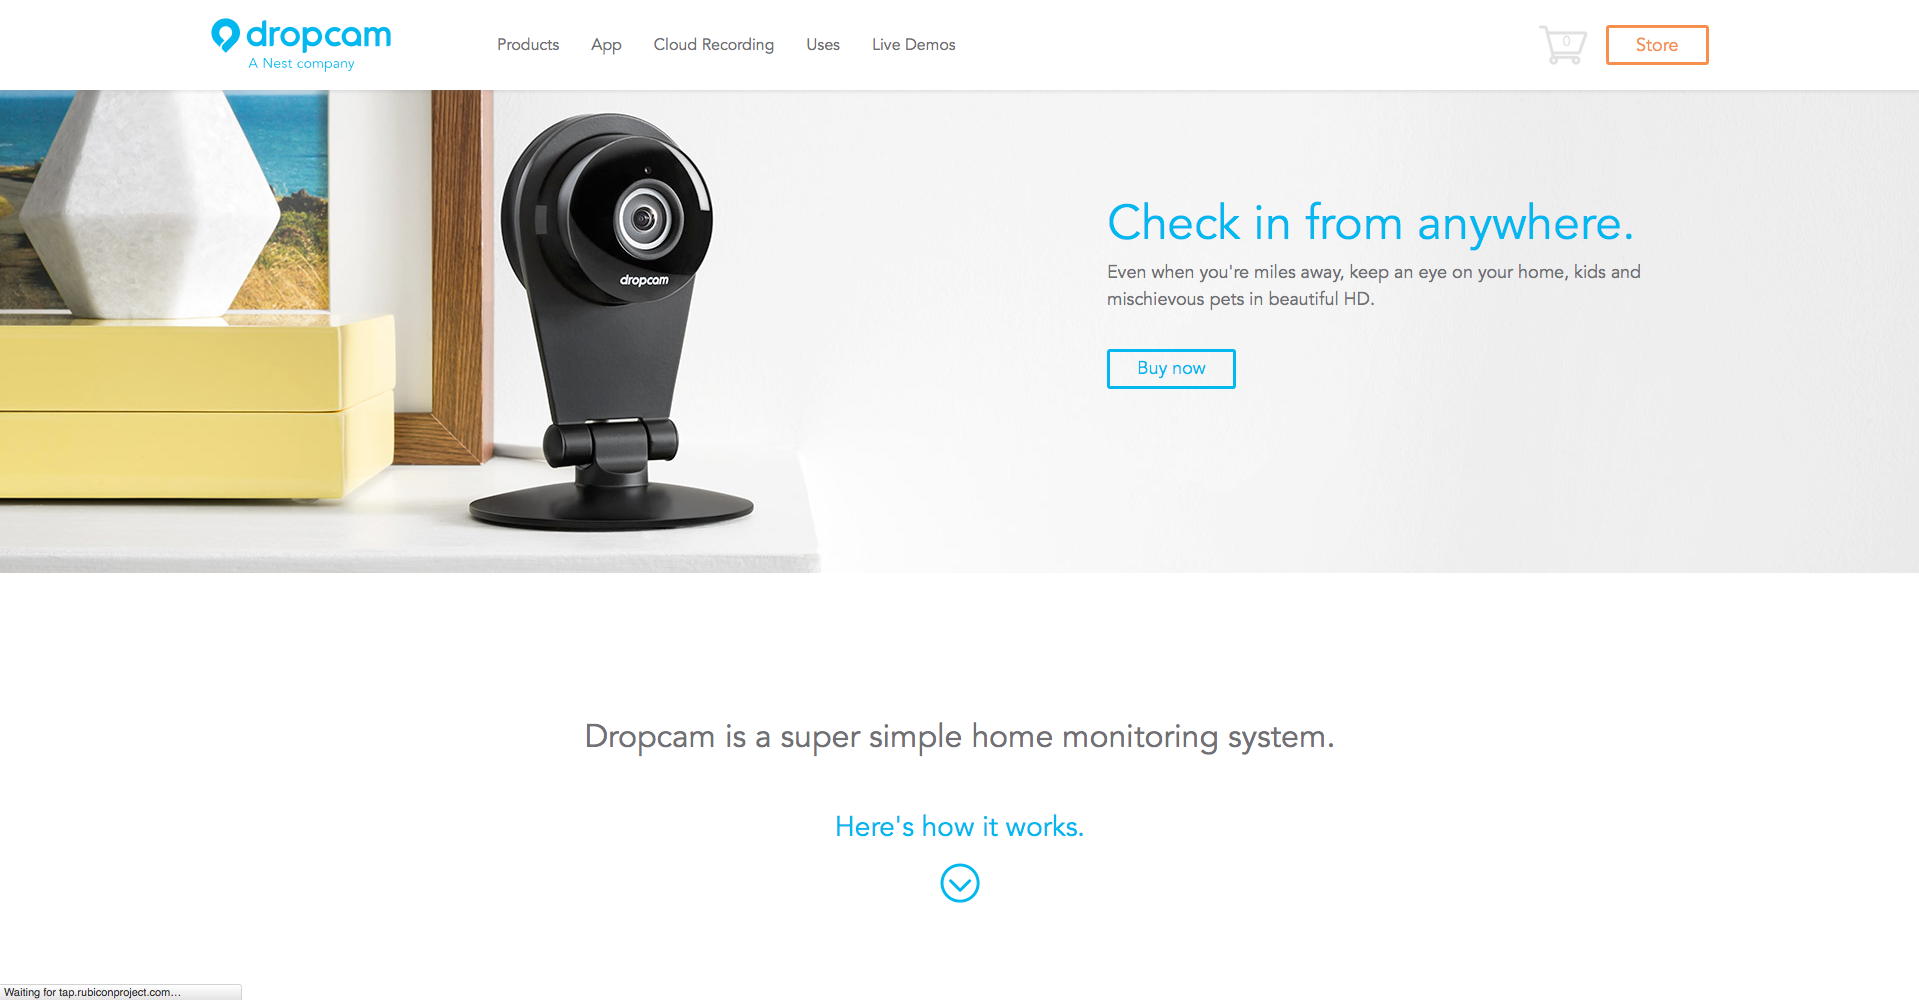 dropcam
A Nest company
Products
App
Cloud Recording
Uses
Live Demos
0
Store
dropcam
Check in from anywhere.
Even when you're miles away, keep an eye on your home, kids and
mischievous pets in beautiful HD.
Buy now
Dropcam is a super simple home monitoring system.
Here's how it works.
Waiting for tap.rubiconproject.com…